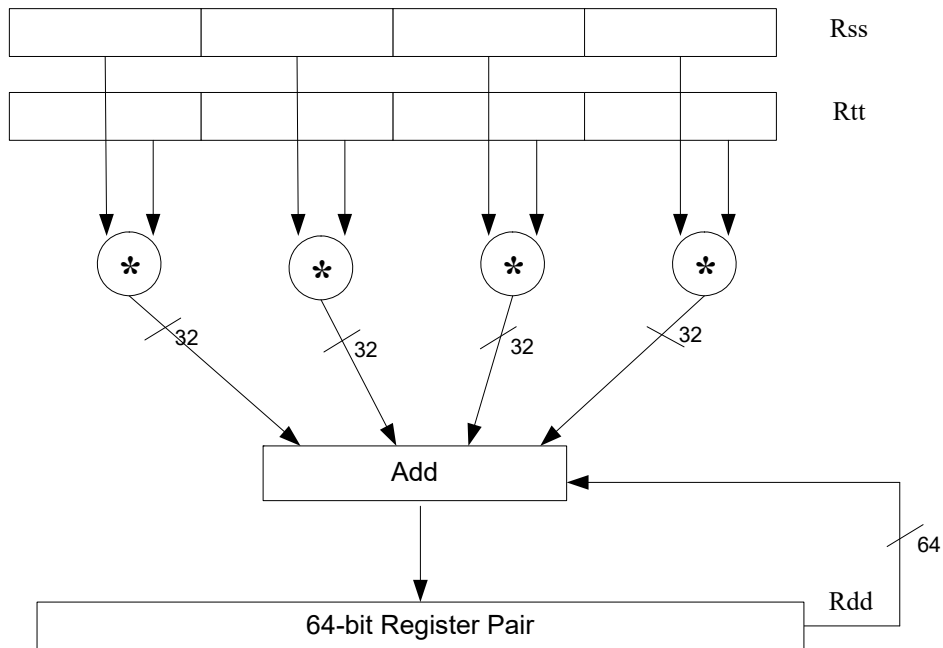 Rss
Rtt
* * * *
32 32 32 32
Add
64
Rdd
64-bit Register Pair